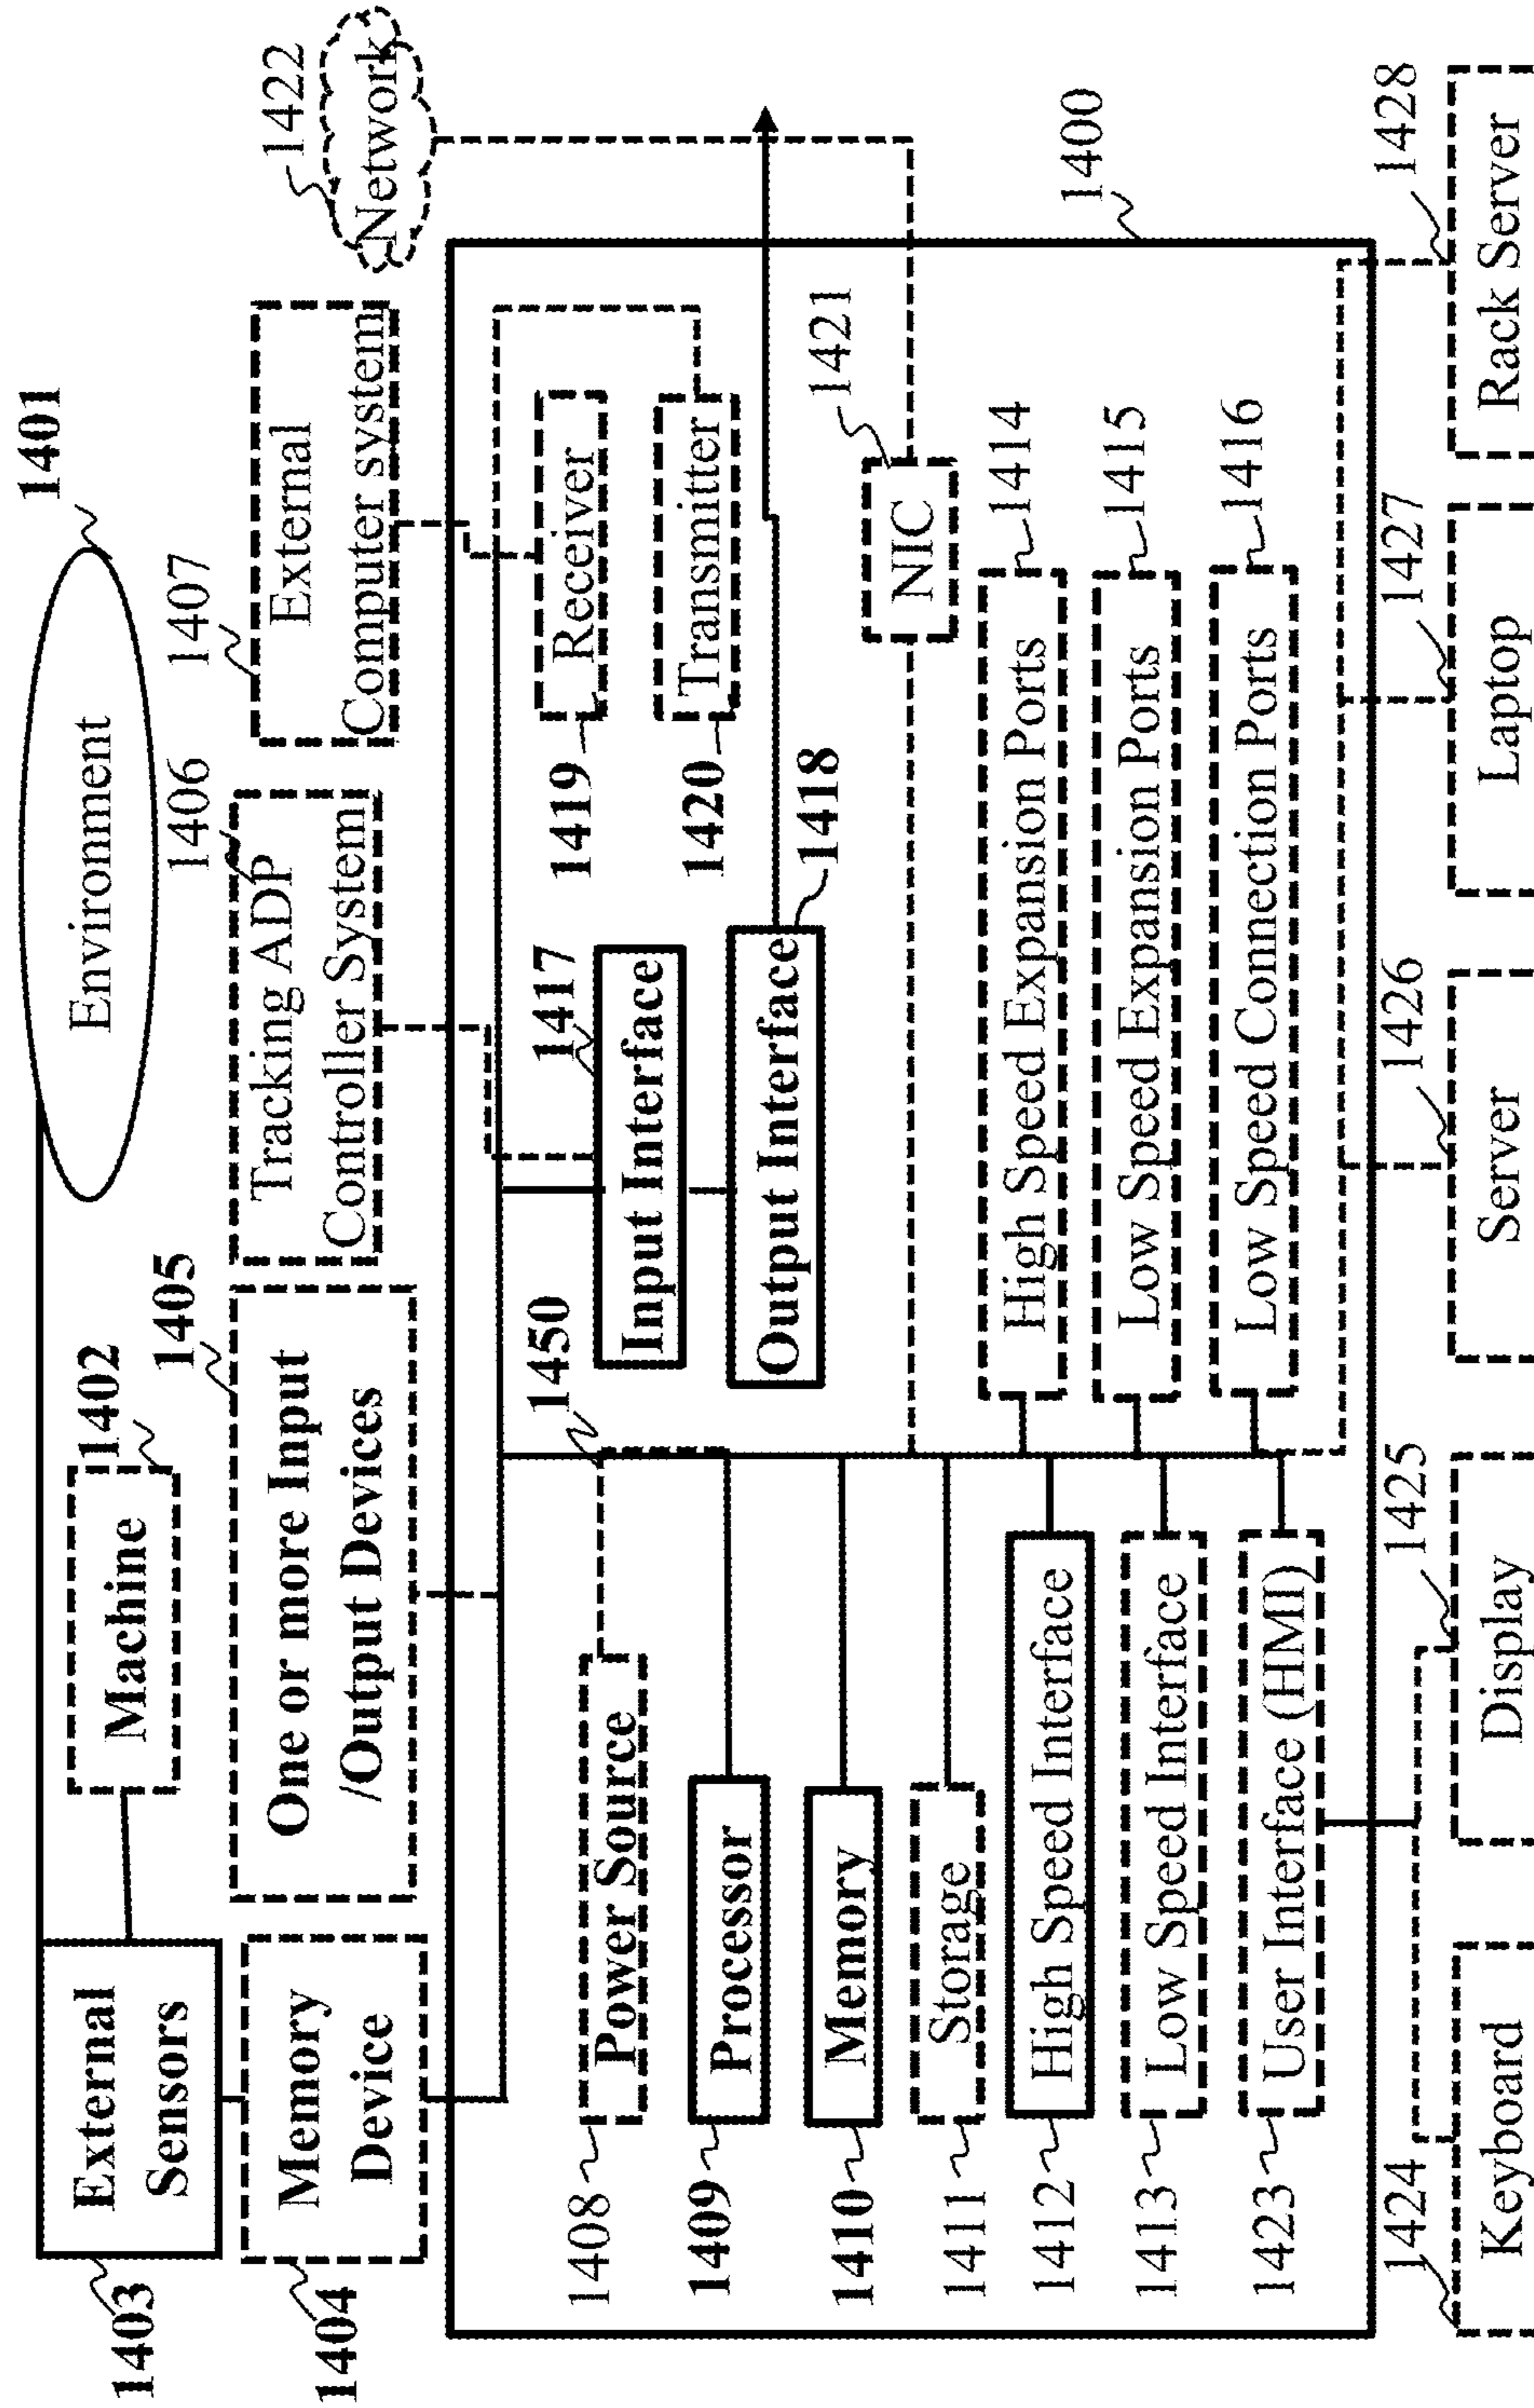 1401
Environment
1402
Machine
1403
External
Sensors
1404
Memory
Device
1405
One or more Input
/Output Devices
1406
Tracking ADP
Controller System
1407
External
Computer system
1422
Network
1450
1408
Power Source
1409
Processor
1410
Memory
1411
Storage
1412
High Speed Interface
1413
Low Speed Interface
1423
User Interface (HMI)
1417
Input Interface
Output Interface
1418
1419
Receiver
1420
Transmitter
1421
NIC
High Speed Expansion Ports
1414
Low Speed Expansion Ports
1415
Low Speed Connection Ports
1416
1400
1424
Keyboard
1425
Display
1426
Server
1427
Laptop
1428
Rack Server